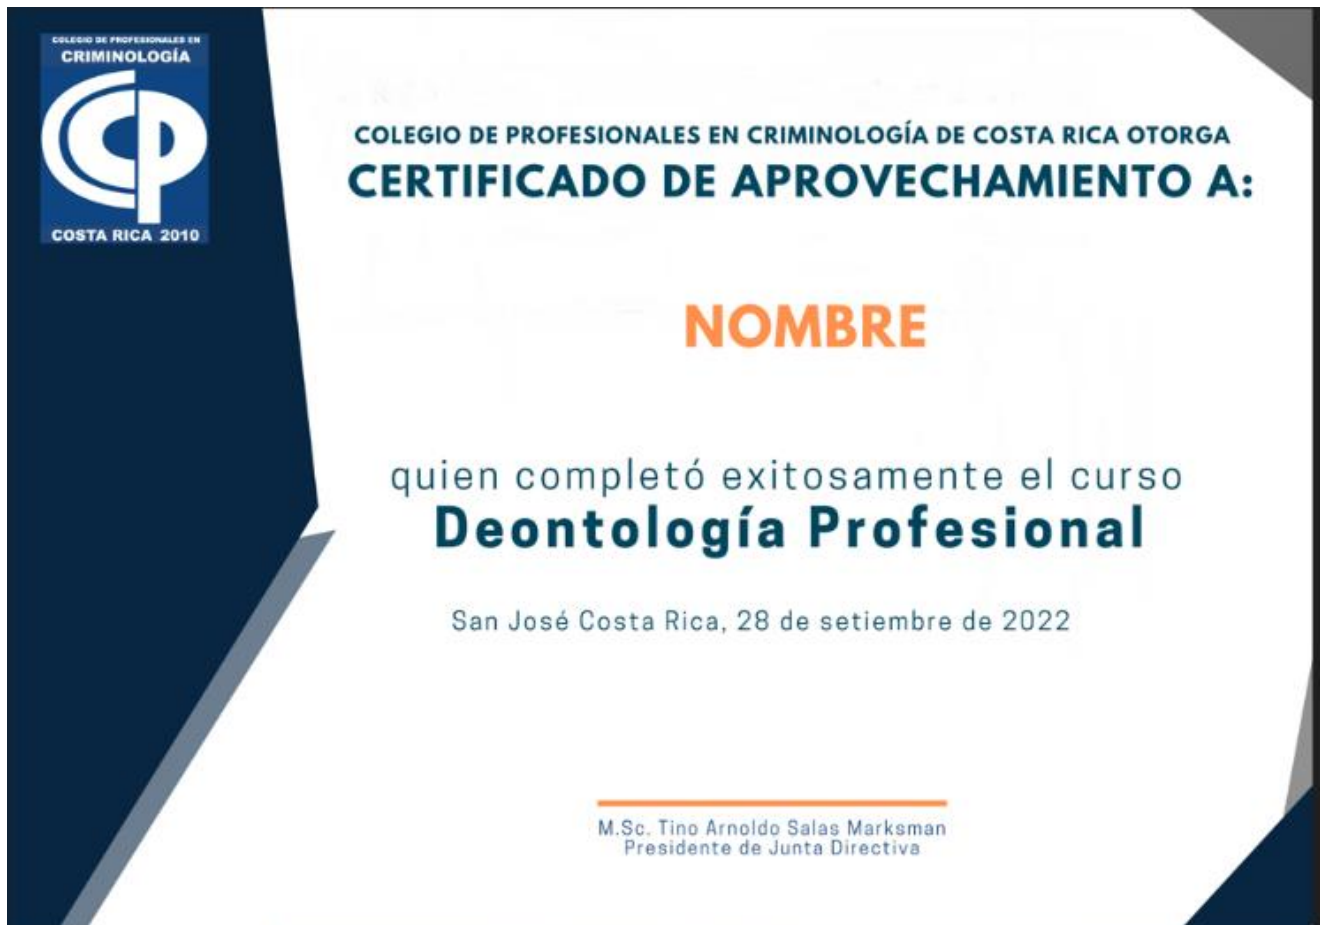 COLEGIO DE PROFESIONALES EN
CRIMINOLOGÍA
CCP
COSTA RICA 2010
COLEGIO DE PROFESIONALES EN CRIMINOLOGÍA DE COSTA RICA OTORGA
CERTIFICADO DE APROVECHAMIENTO A:
NOMBRE
quien completó exitosamente el curso
Deontología Profesional
San José Costa Rica, 28 de setiembre de 2022
M.Sc. Tino Arnoldo Salas Marksman
Presidente de Junta Directiva